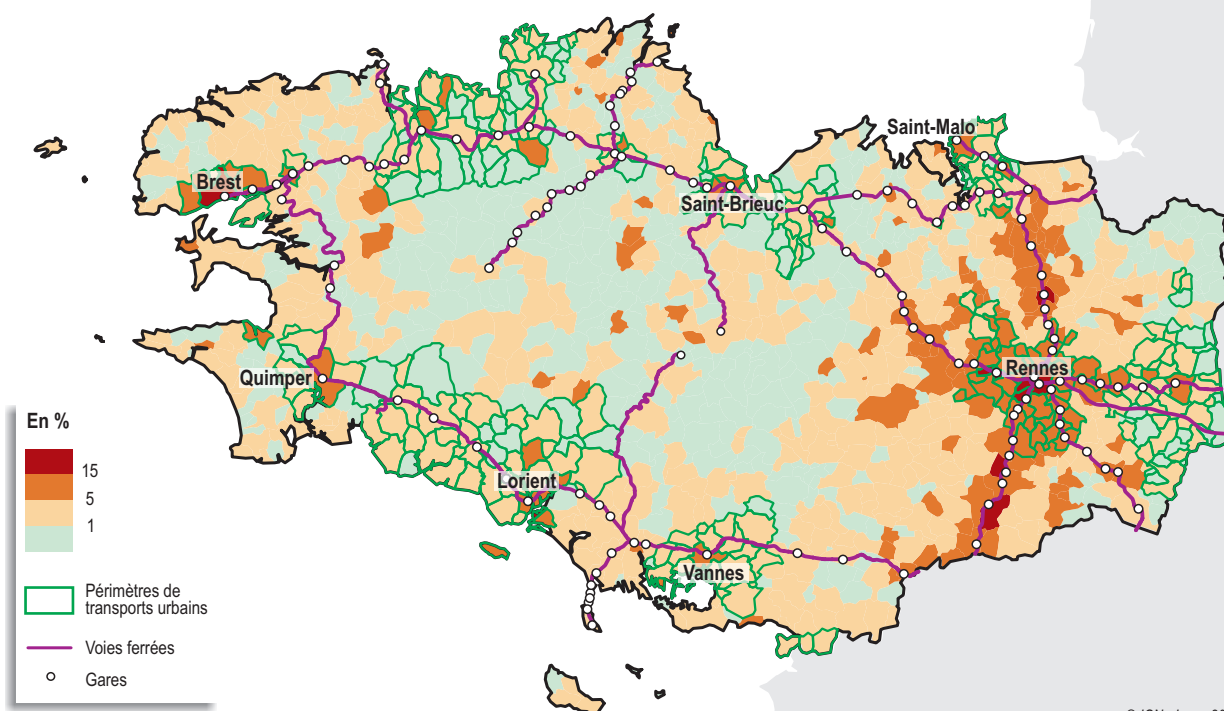 Saint-Malo
Brest
Saint-Brieuc
Rennes
Quimper
Lorient
Vannes
En %
15
5
1
Périmètres de
transports urbains
Voies ferrées
Gares